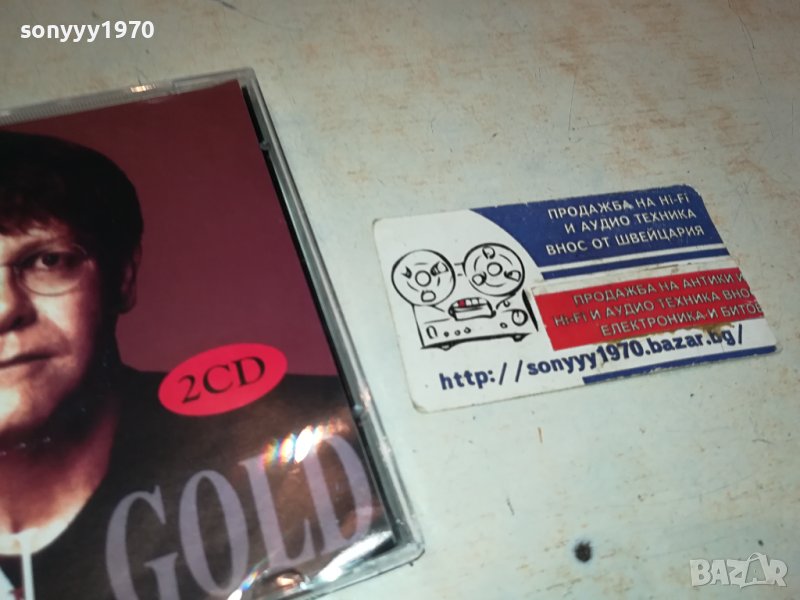 sonyyy1970
2CD
GOLD
ПРОДАЖБА НА Hi-Fi
И АУДИО ТЕХНИКА
ВНОС ОТ ШВЕЙЦАРИЯ
ПРОДАЖБА НА АНТИКИ И
Hi-Fi И АУДИО ТЕХНИКА ВНО
ЕЛЕКТРОНИКА И БИТОВ
http://sonyyy1970.bazar.bg/
BAZAR